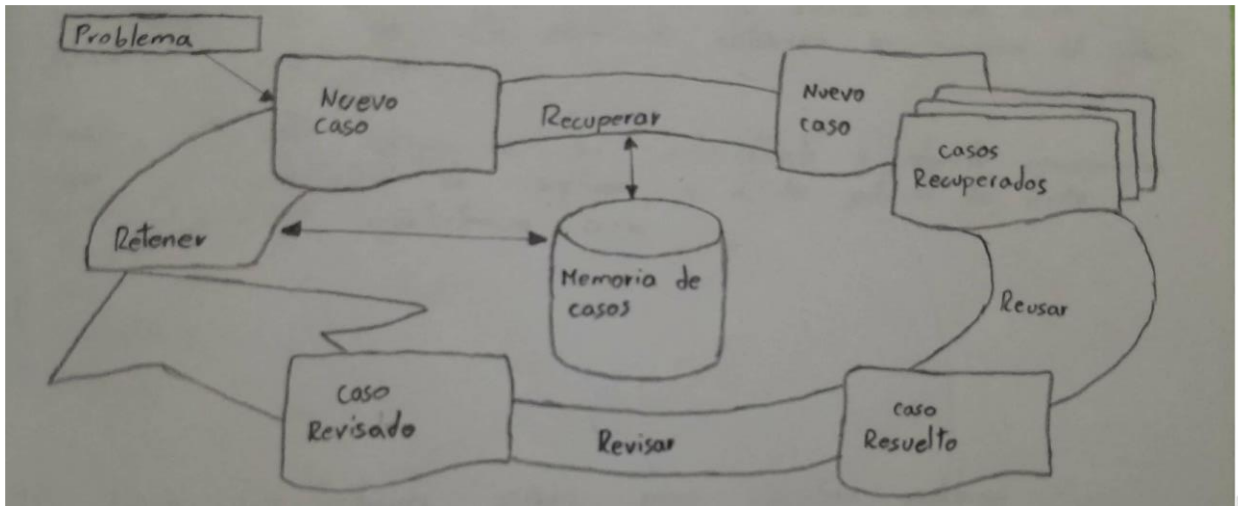 Problema
Nuevo
caso
Recuperar
Nuevo
caso
casos
Recuperados
Retener
Memoria de
casos
Reusar
caso
Revisado
Revisar
caso
Resuelto